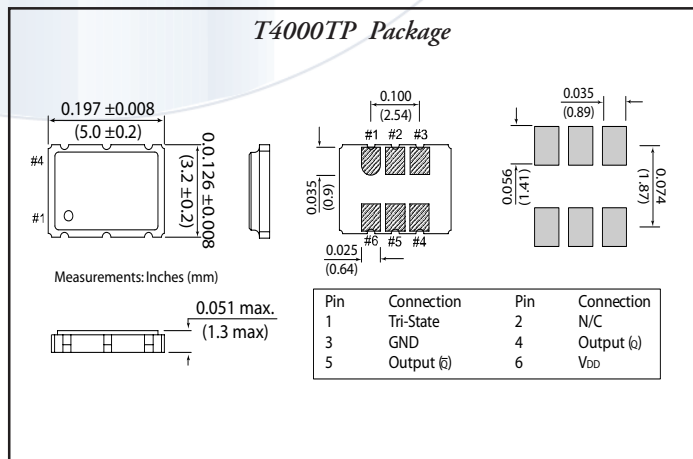 T4000TP Package
0.197 ±0.008
(5.0 ±0.2)
#4
#1
0.0.126 ±0.008
(3.2 ±0.2)
Measurements: Inches (mm)
0.051 max.
(1.3 max)
0.100
(2.54)
#1 #2 #3
0.035
(0.9)
#6 #5 #4
0.025
(0.64)
0.035
(0.89)
0.056
(1.41)
0.074
(1.87)
Pin Connection Pin Connection
1 Tri-State 2 N/C
3 GND 4 Output (Q)
5 Output (Q̅) 6 VDD